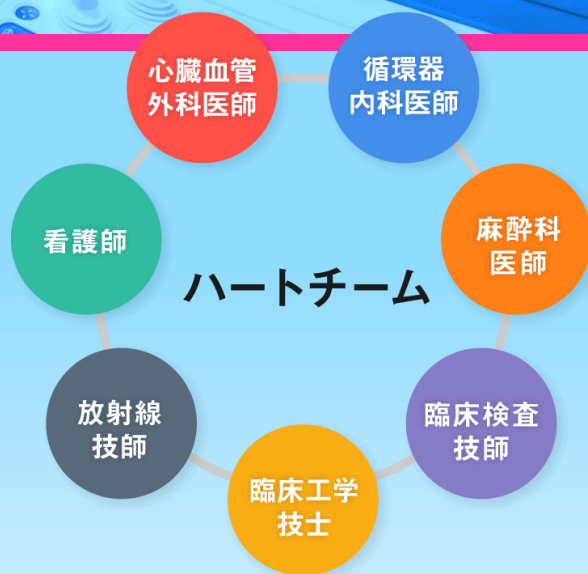 心臓血管
外科医師
循環器
内科医師
看護師
麻酔科
医師
ハートチーム
放射線
技師
臨床検査
技師
臨床工学
技士